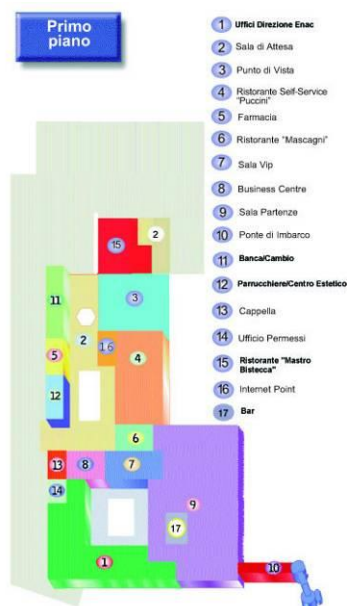 Primo
piano
1 Uffici Direzione Enac
2 Sala di Attesa
3 Punto di Vista
4 Ristorante Self-Service
"Puccini"
5 Farmacia
6 Ristorante "Mascagni"
7 Sala Vip
8 Business Centre
9 Sala Partenze
10 Ponte di Imbarco
11 Banca/Cambio
12 Parrucchiere/Centro Estetico
13 Cappella
14 Ufficio Permessi
15 Ristorante "Mastro
Bistecca"
16 Internet Point
17 Bar
15
2
11
3
2
16
4
5
12
6
13
8
7
14
9
17
1
10